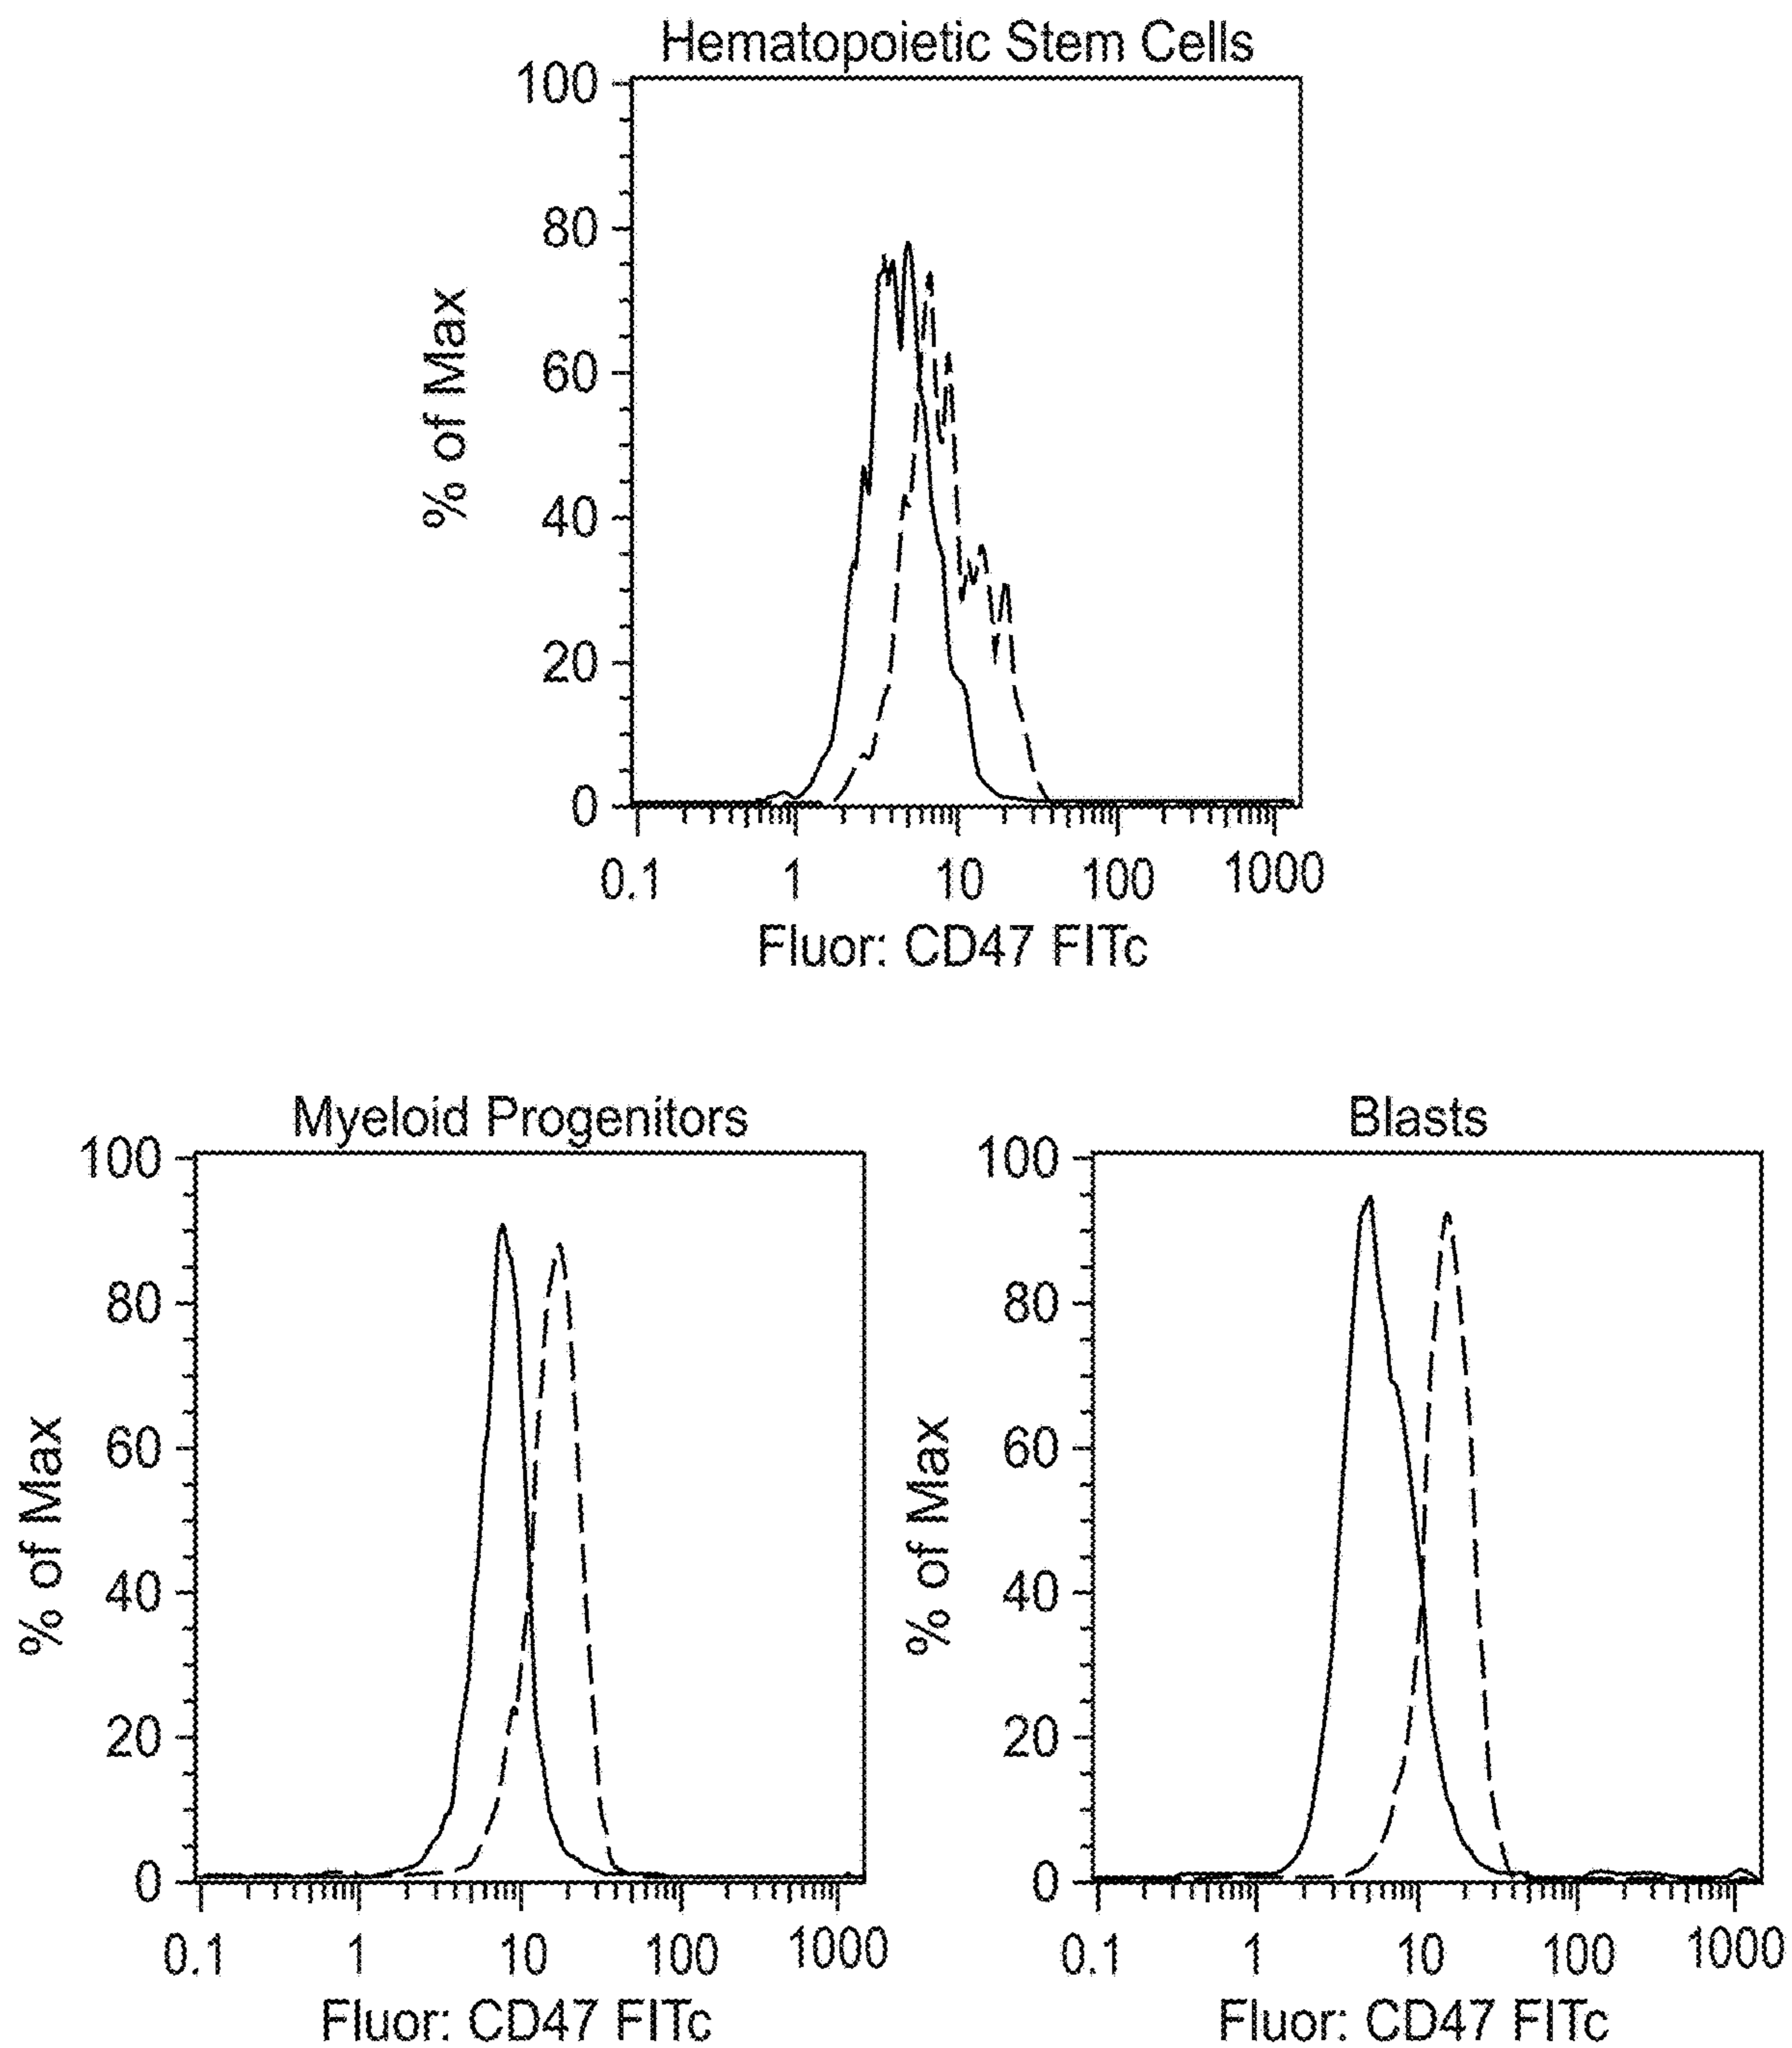 Hematopoietic Stem Cells
100
80
60
40
20
0
% of Max
0.1 1 10 100 1000
Fluor: CD47 FITc
Myeloid Progenitors
100
80
60
40
20
0
% of Max
0.1 1 10 100 1000
Fluor: CD47 FITc
Blasts
100
80
60
40
20
0
% of Max
0.1 1 10 100 1000
Fluor: CD47 FITc